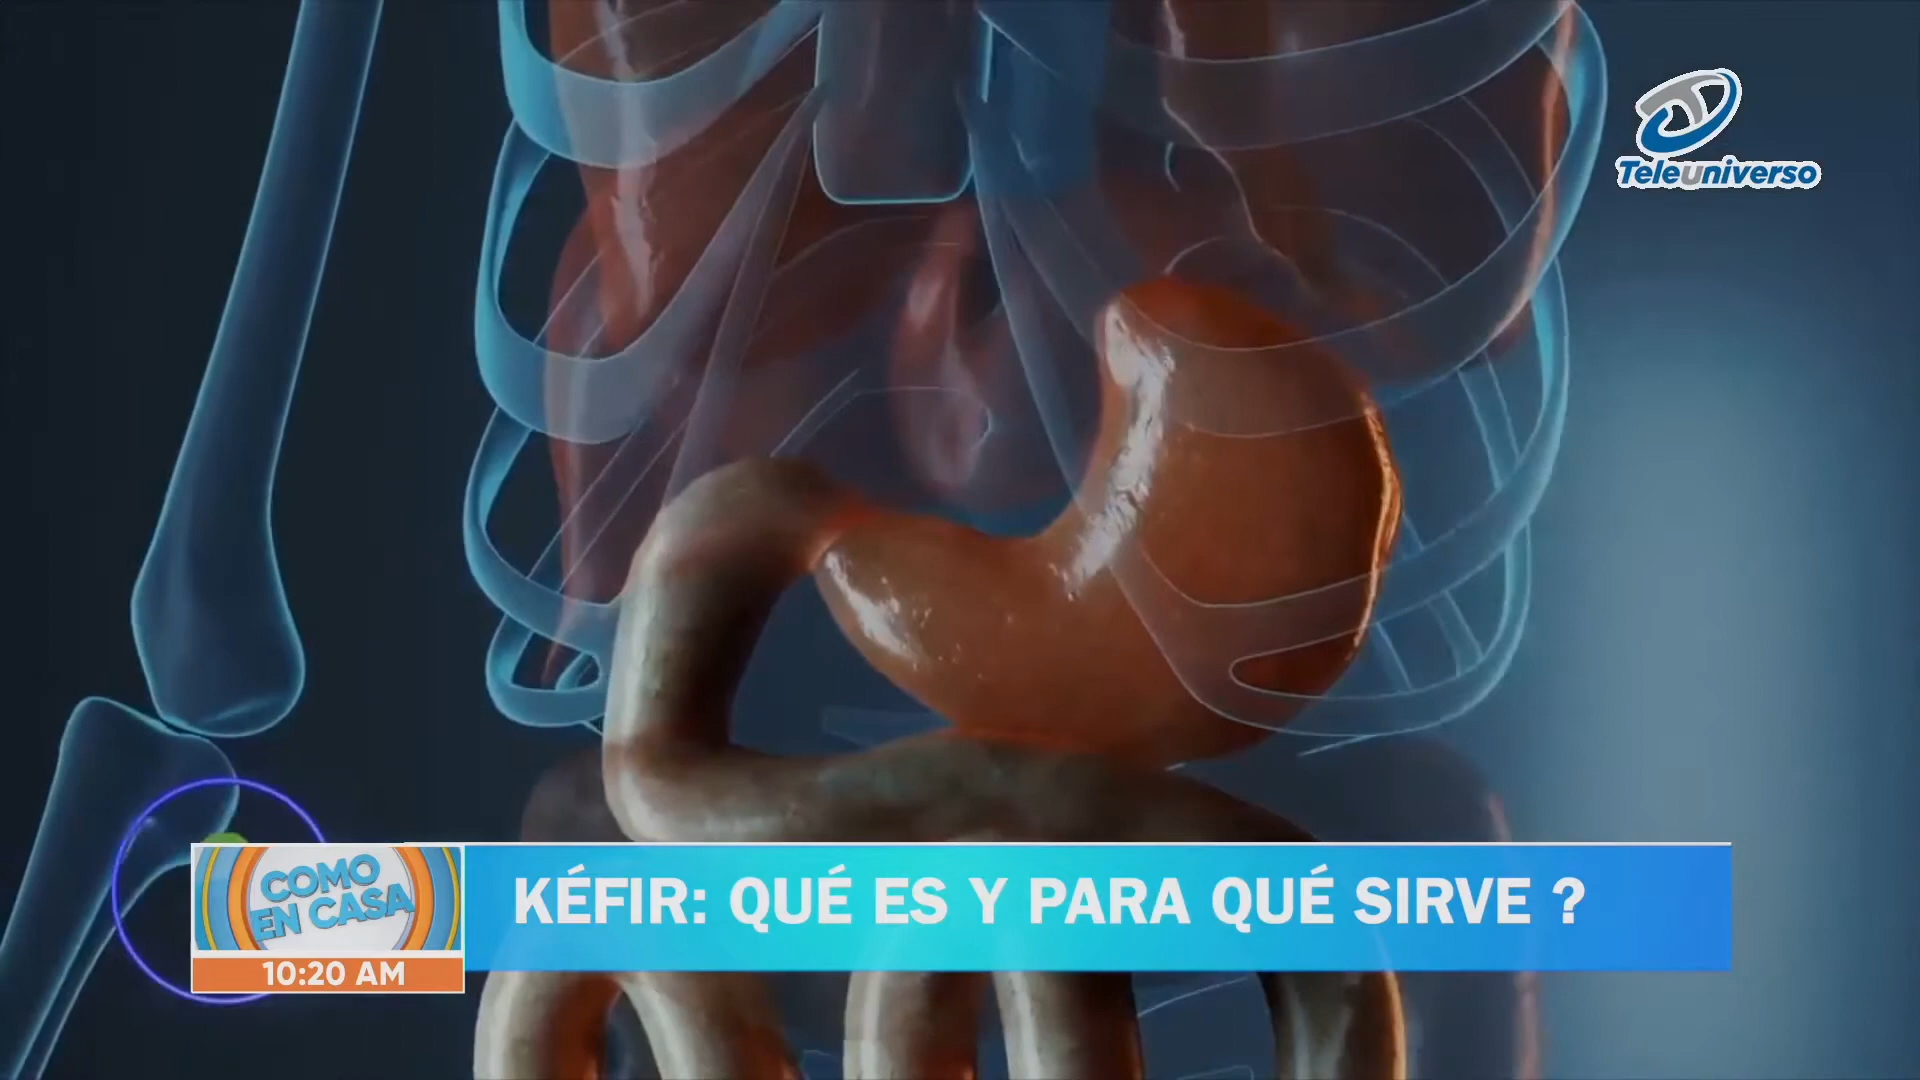 Teleuniverso
COMO
EN CASA
KÉFIR: QUÉ ES Y PARA QUÉ SIRVE ?
10:20 AM